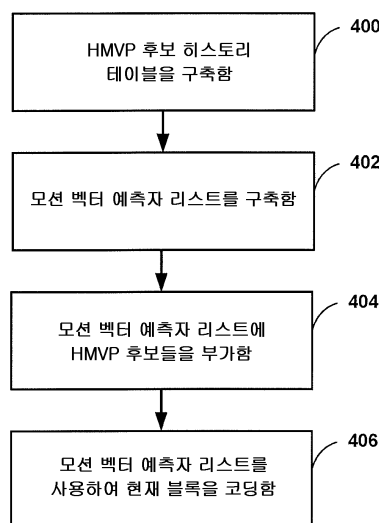 400
HMVP 후보 히스토리
테이블을 구축함
402
모션 벡터 예측자 리스트를 구축함
404
모션 벡터 예측자 리스트에
HMVP 후보들을 부가함
406
모션 벡터 예측자 리스트를
사용하여 현재 블록을 코딩함